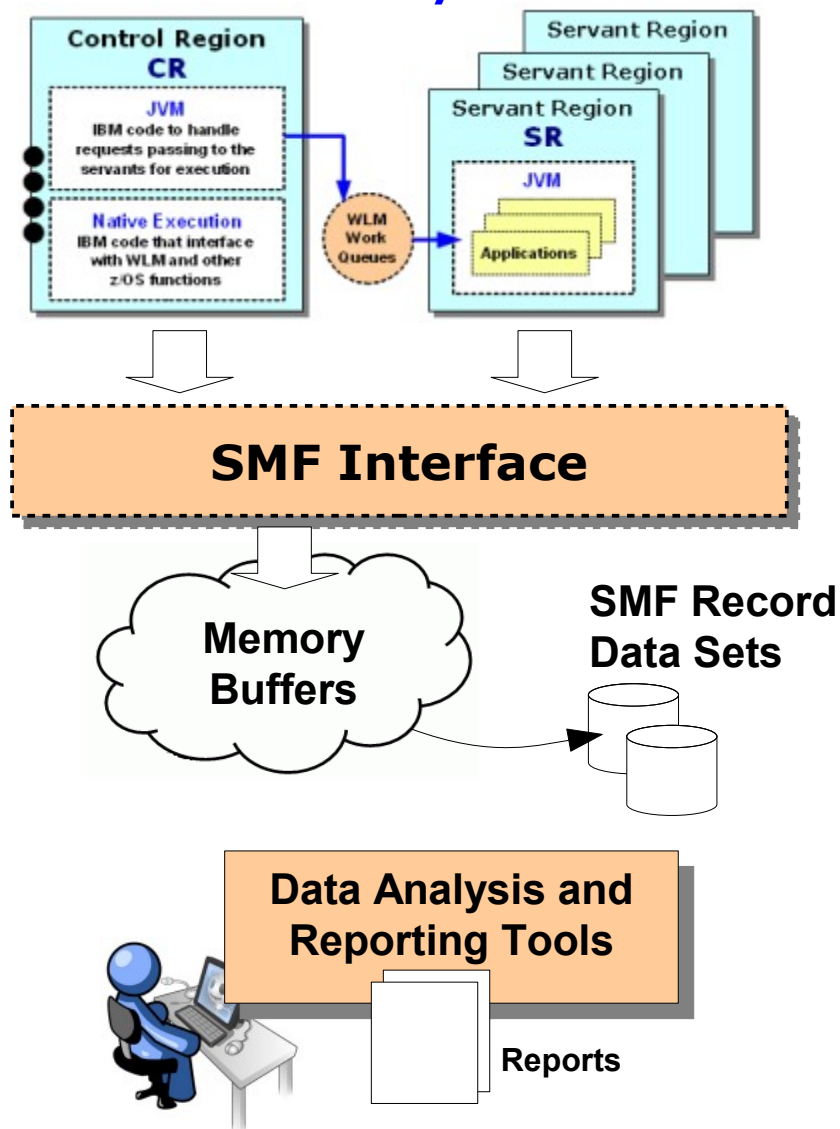 Control Region
CR
JVM
IBM code to handle
requests passing to the
servants for execution
Native Execution
IBM code that interface
with WLM and other
z/OS functions
WLM
Work
Queues
Servant Region
Servant Region
Servant Region
SR
JVM
Applications
SMF Interface
Memory
Buffers
SMF Record
Data Sets
Data Analysis and
Reporting Tools
Reports